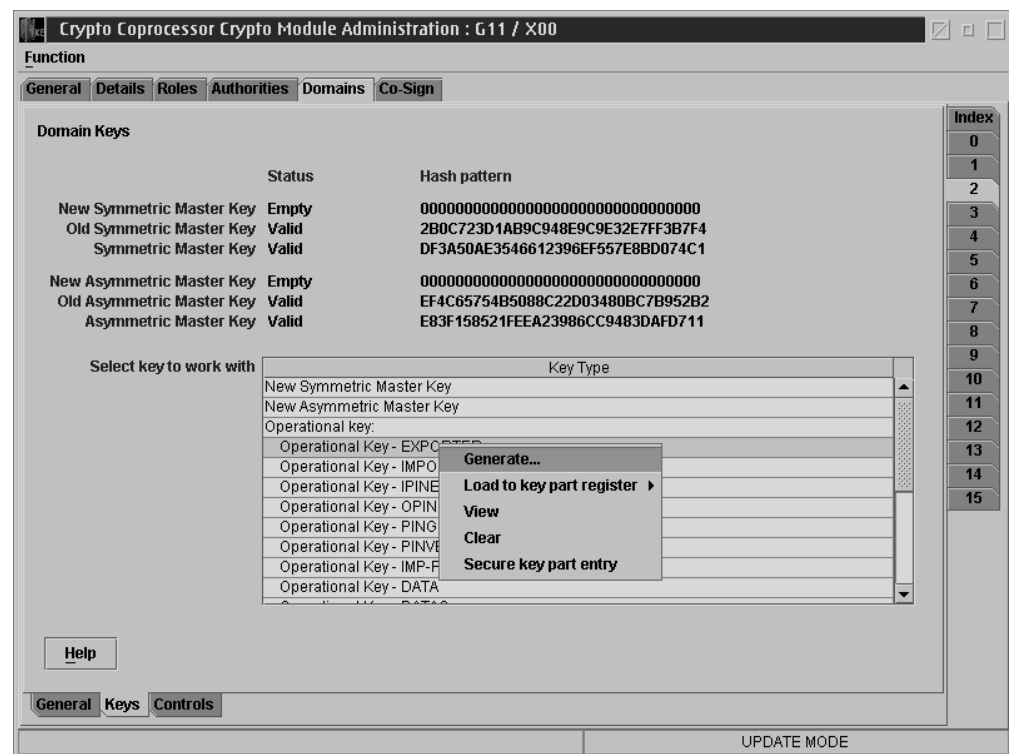 Crypto Coprocessor Crypto Module Administration : G11 / X00
Function
General Details Roles Authorities Domains Co-Sign
Index
0
1
2
3
4
5
6
7
8
9
10
11
12
13
14
15
Domain Keys
Status Hash pattern
New Symmetric Master Key Empty 00000000000000000000000000000000
Old Symmetric Master Key Valid 2B0C723D1AB9C948E9C9E32E7FF3B7F4
Symmetric Master Key Valid DF3A50AE3546612396EF557E8BD074C1
New Asymmetric Master Key Empty 00000000000000000000000000000000
Old Asymmetric Master Key Valid EF4C65754B5088C22D03480BC7B952B2
Asymmetric Master Key Valid E83F158521FEEA23986CC9483DAFD711
Select key to work with
Key Type
New Symmetric Master Key
New Asymmetric Master Key
Operational key:
Operational Key - EXPORTER
Operational Key - IMPO
Operational Key - IPINE
Operational Key - OPIN
Operational Key - PING
Operational Key - PINVE
Operational Key - IMP-P
Operational Key - DATA
Generate...
Load to key part register
View
Clear
Secure key part entry
Help
General Keys Controls
UPDATE MODE